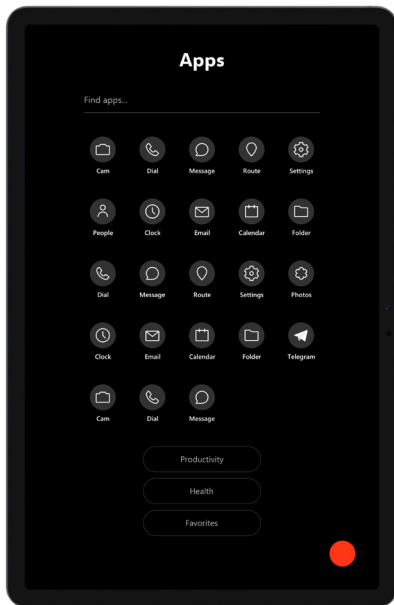 Apps
Find apps...
Cam Dial Message Route Settings
People Clock Email Calendar Folder
Dial Message Route Settings Photos
Clock Email Calendar Folder Telegram
Cam Dial Message
Productivity
Health
Favorites